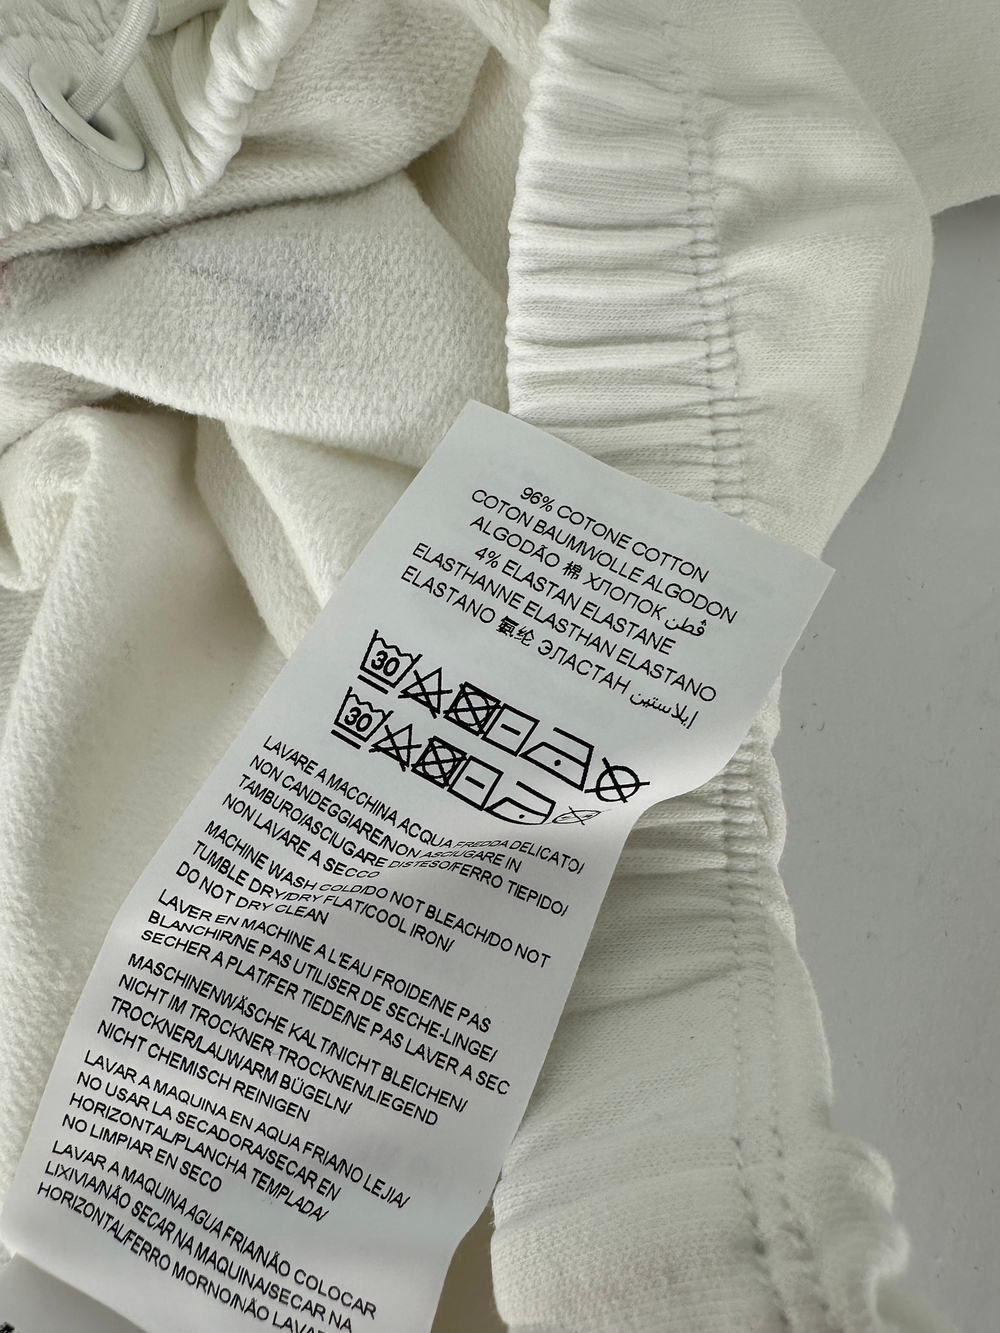 96% COTONE COTTON
COTON BAUMWOLLE ALGODON
ALGODÃO 棉 ХЛОПОК قطن
4% ELASTAN ELASTANE
ELASTHANNE ELASTHAN ELASTANO
ELASTANO 氨纶 ЭЛАСТАН إيلاستين
30
30
LAVARE A MACCHINA ACQUA FREDDA DELICATO/
NON CANDEGGIARE/NON ASCIUGARE IN
TAMBURO/ASCIUGARE DISTESO/FERRO TIEPIDO/
NON LAVARE A SECCO
MACHINE WASH COLD/DO NOT BLEACH/DO NOT
TUMBLE DRY/DRY FLAT/COOL IRON/
DO NOT DRY CLEAN
LAVER EN MACHINE A L'EAU FROIDE/NE PAS
BLANCHIR/NE PAS UTILISER DE SECHE-LINGE/
SECHER A PLAT/FER TIEDE/NE PAS LAVER A SEC
MASCHINENWÄSCHE KALT/NICHT BLEICHEN/
NICHT IM TROCKNER TROCKNEN/LIEGEND
TROCKNER/LAUWARM BÜGELN/
NICHT CHEMISCH REINIGEN
LAVAR A MAQUINA EN AQUA FRIA/NO LEJIA/
NO USAR LA SECADORA/SECAR EN
HORIZONTAL/PLANCHA TEMPLADA/
NO LIMPIAR EN SECO
LAVAR A MAQUINA AGUA FRIA/NÃO COLOCAR
LIXIVIA/NÃO SECAR NA MAQUINA/SECAR NA
HORIZONTAL/FERRO MORNO/NÃO